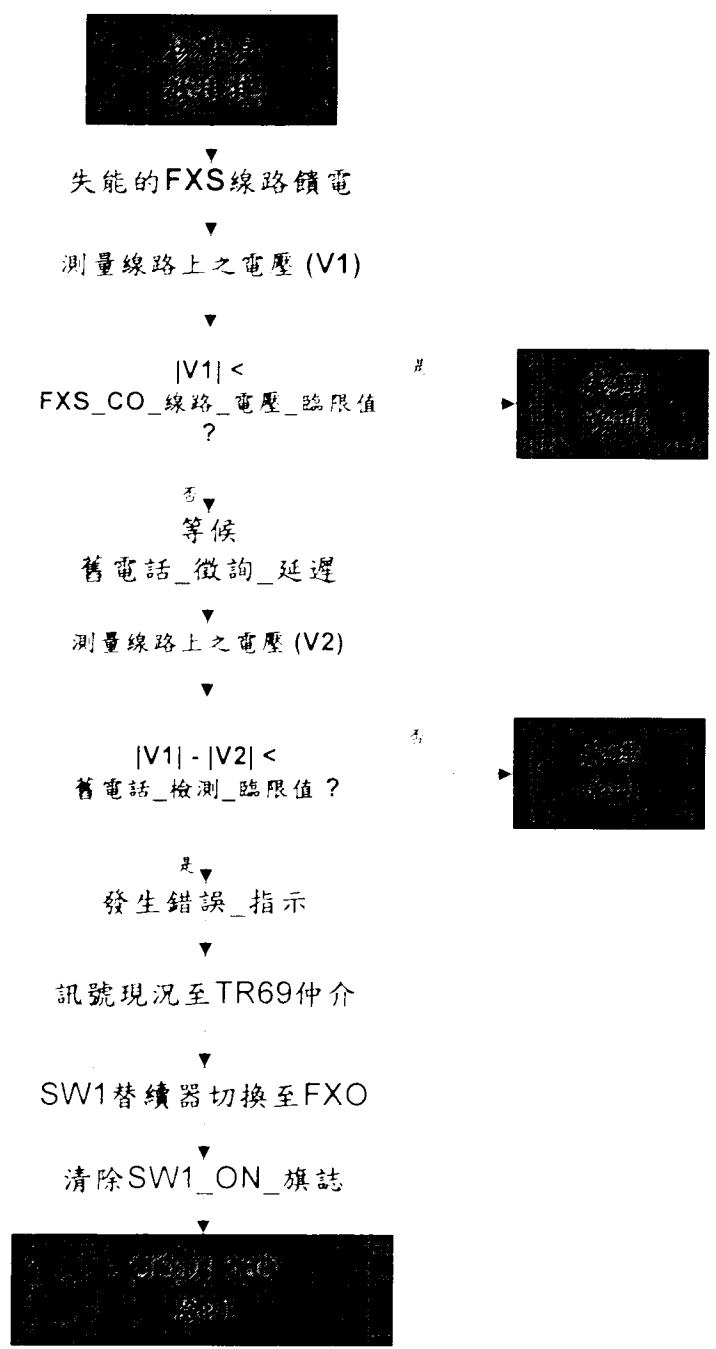 失能的FXS線路饋電
測量線路上之電壓 (V1)
|V1| <
FXS_CO_線路_電壓_臨限值
?
是
否
等候
舊電話_徵詢_延遲
測量線路上之電壓 (V2)
|V1| - |V2| <
舊電話_檢測_臨限值 ?
否
是
發生錯誤_指示
訊號現況至TR69仲介
SW1替續器切換至FXO
清除SW1_ON_旗誌